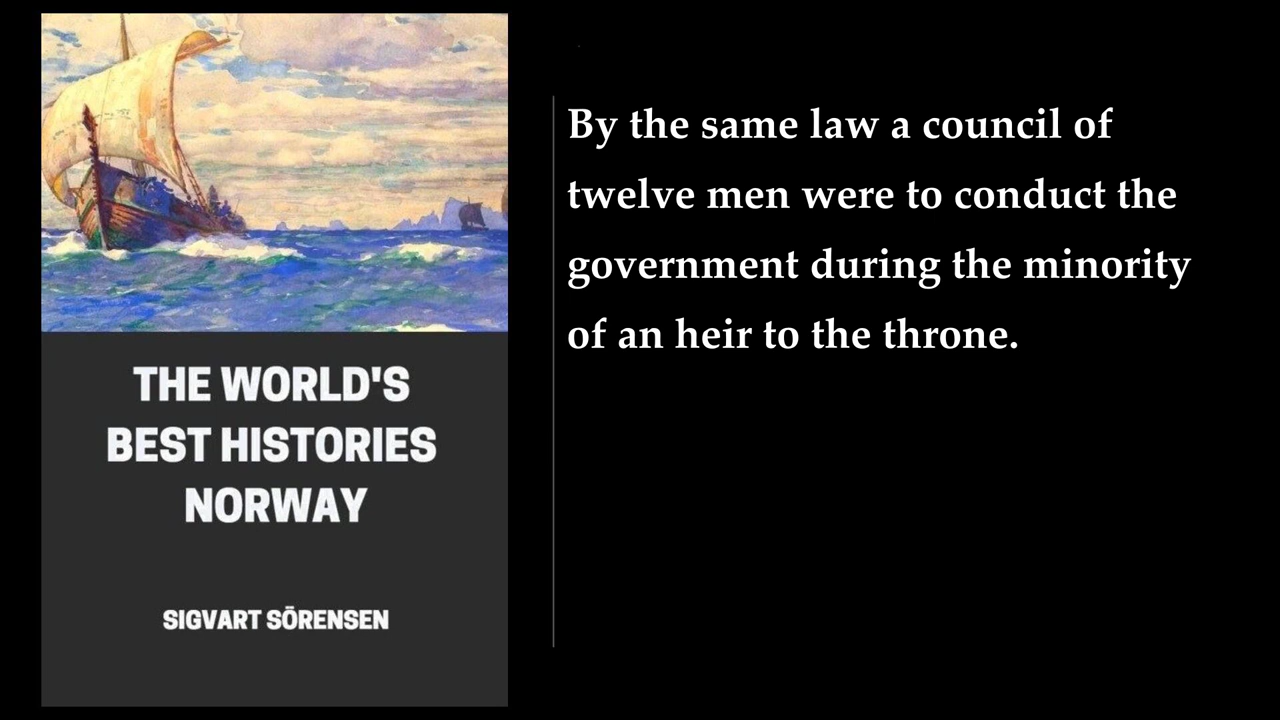 THE WORLD'S
BEST HISTORIES
NORWAY
SIGVART SÖRENSEN
By the same law a council of
twelve men were to conduct the
government during the minority
of an heir to the throne.